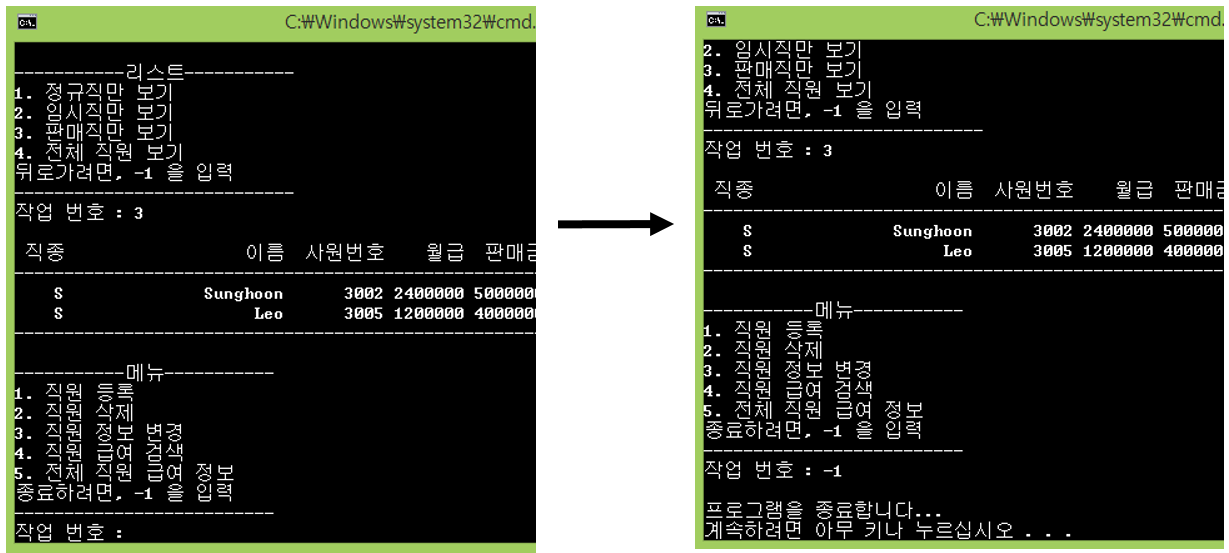 C:₩Windows₩system32₩cmd.
-----------리스트-----------
1. 정규직만 보기
2. 임시직만 보기
3. 판매직만 보기
4. 전체 직원 보기
뒤로가려면, -1 을 입력
----------------------------
작업 번호 : 3
직종 이름 사원번호 월급
S Sunghoon 3002 2400000
S Leo 3005 1200000
-----------메뉴-----------
1. 직원 등록
2. 직원 삭제
3. 직원 정보 변경
4. 직원 급여 검색
5. 전체 직원 급여 정보
종료하려면, -1 을 입력
--------------------------
작업 번호 :
C:₩Windows₩system32₩cmd.
2. 임시직만 보기
3. 판매직만 보기
4. 전체 직원 보기
뒤로가려면, -1 을 입력
----------------------------
작업 번호 : 3
직종 이름 사원번호 월급
S Sunghoon 3002 2400000
S Leo 3005 1200000
-----------메뉴-----------
1. 직원 등록
2. 직원 삭제
3. 직원 정보 변경
4. 직원 급여 검색
5. 전체 직원 급여 정보
종료하려면, -1 을 입력
--------------------------
작업 번호 : -1
프로그램을 종료합니다...
계속하려면 아무 키나 누르십시오 . . .